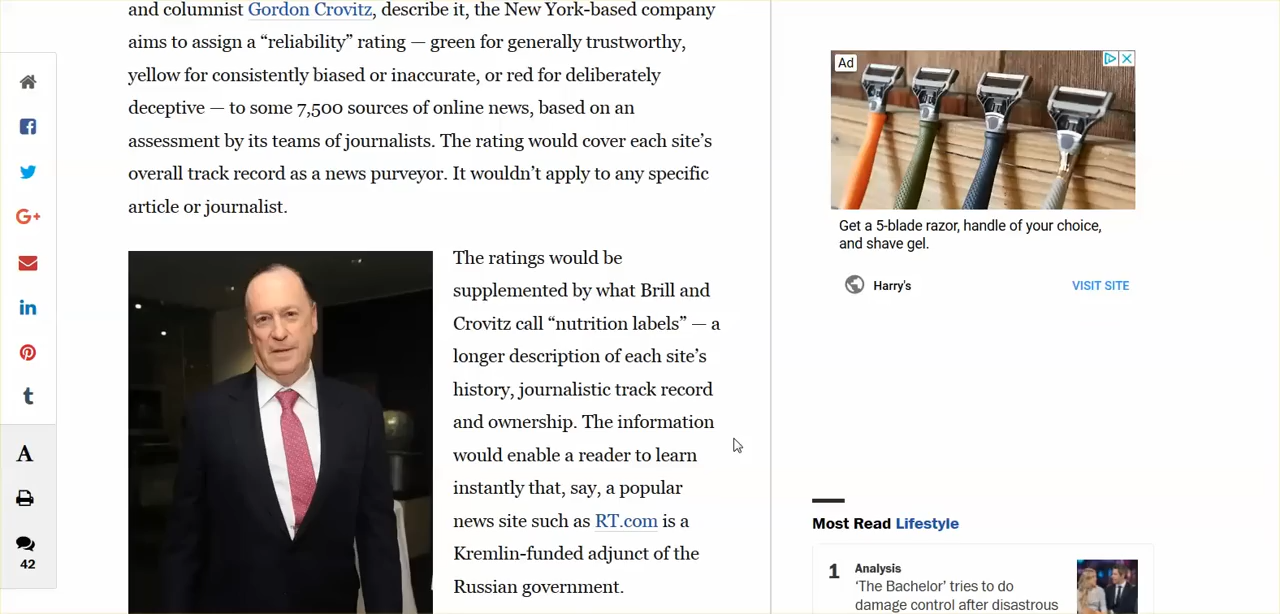 and columnist Gordon Crovitz, describe it, the New York-based company
aims to assign a “reliability” rating — green for generally trustworthy,
yellow for consistently biased or inaccurate, or red for deliberately
deceptive — to some 7,500 sources of online news, based on an
assessment by its teams of journalists. The rating would cover each site’s
overall track record as a news purveyor. It wouldn’t apply to any specific
article or journalist.
The ratings would be
supplemented by what Brill and
Crovitz call “nutrition labels” — a
longer description of each site’s
history, journalistic track record
and ownership. The information
would enable a reader to learn
instantly that, say, a popular
news site such as RT.com is a
Kremlin-funded adjunct of the
Russian government.
G+
in
t
A
42
Ad
Get a 5-blade razor, handle of your choice,
and shave gel.
Harry's
VISIT SITE
Most Read Lifestyle
1
Analysis
‘The Bachelor’ tries to do
damage control after disastrous